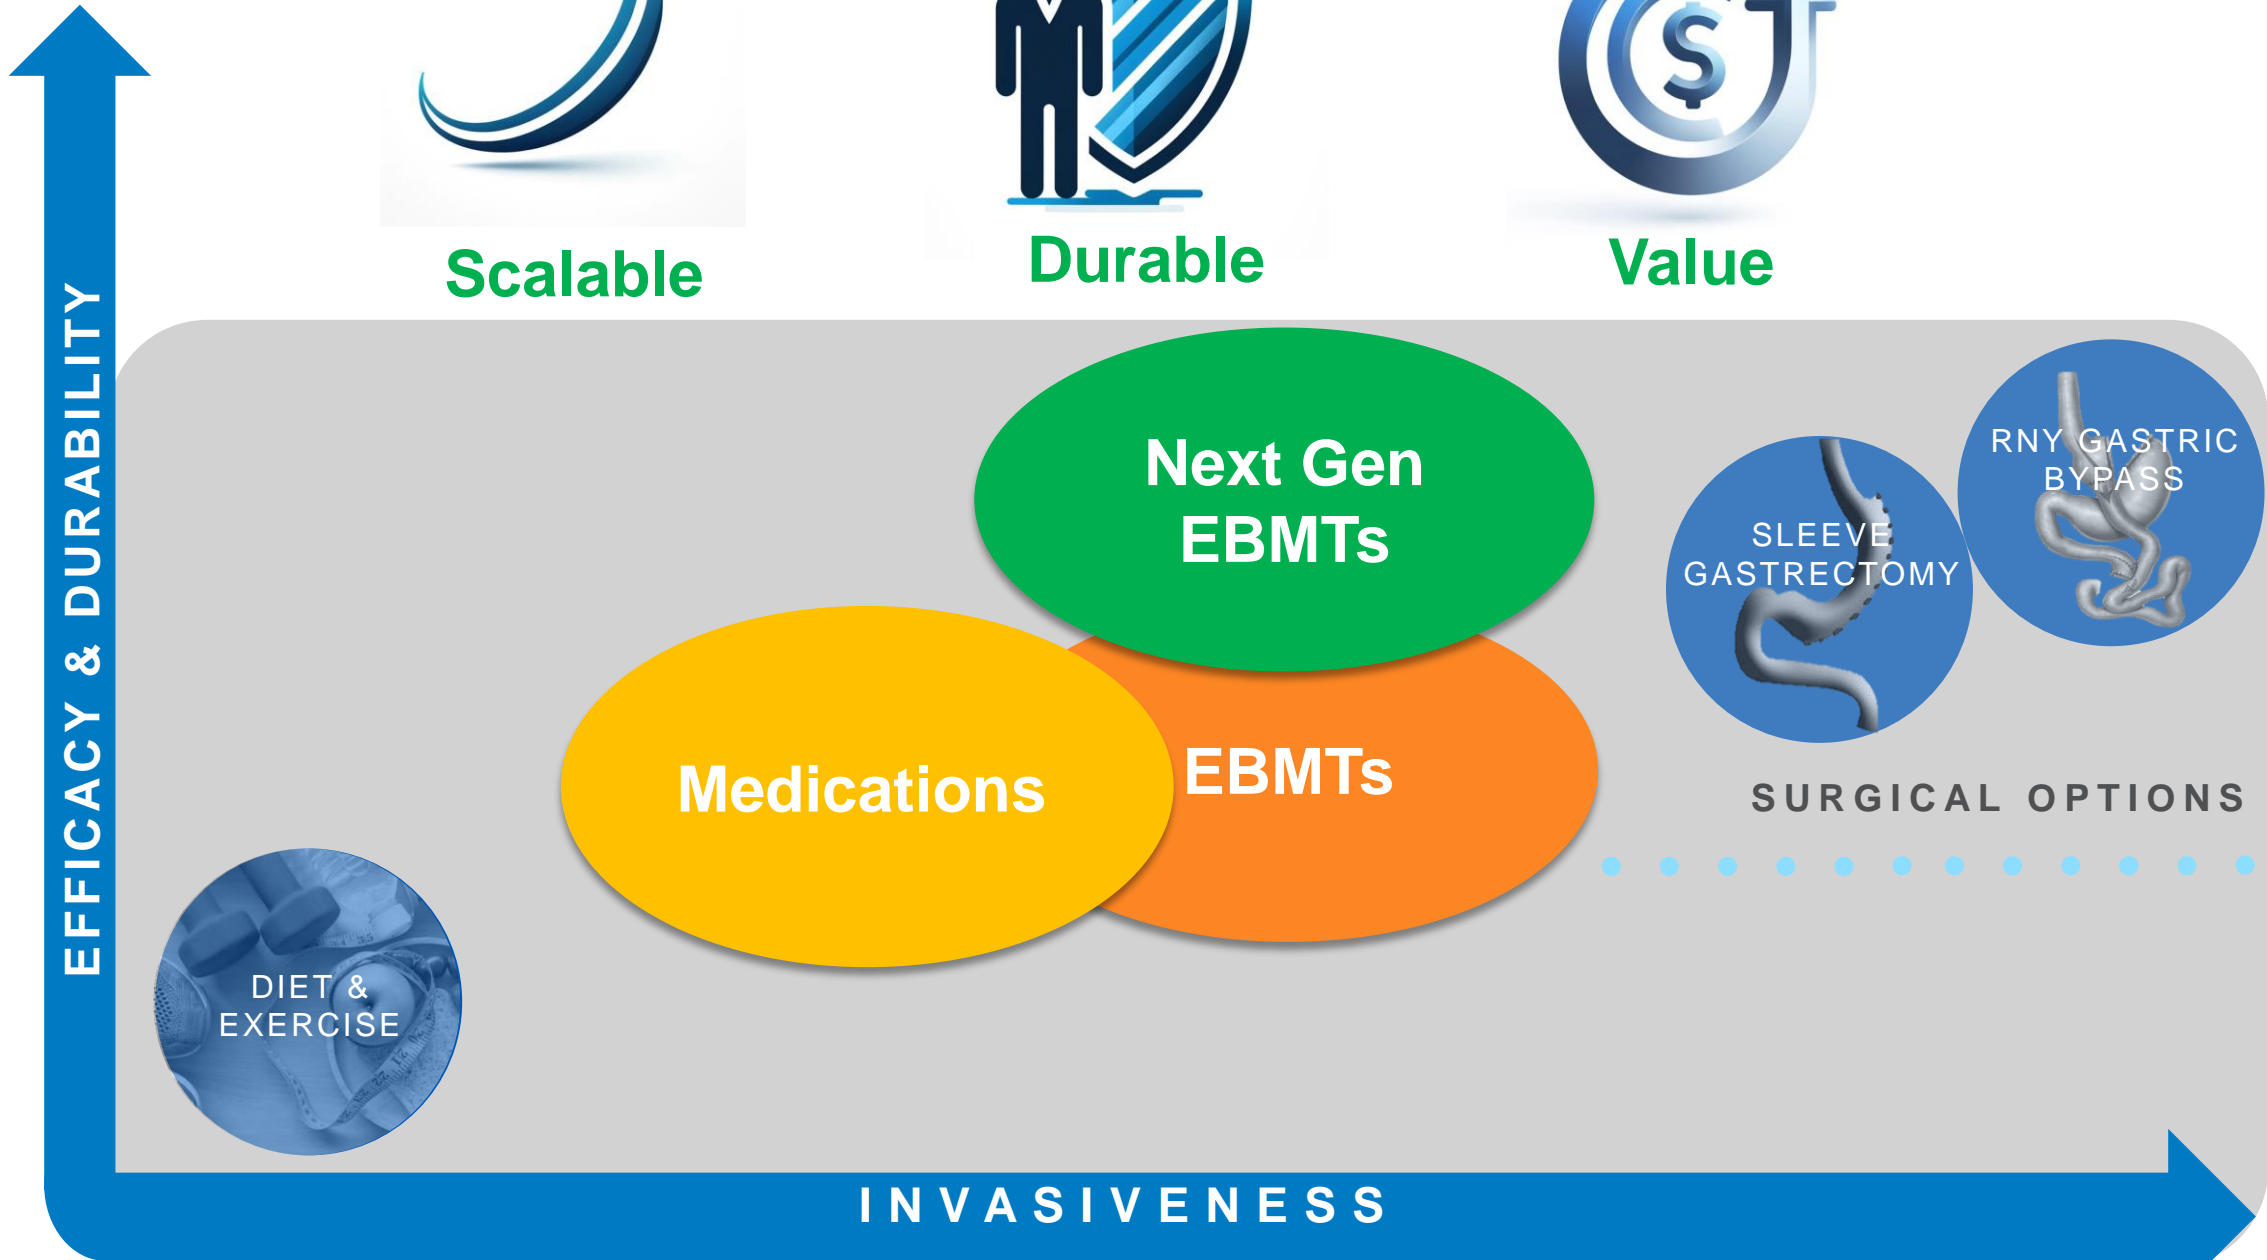 Scalable
Durable
Value
EFFICACY & DURABILITY
Next Gen
EBMTs
RNY GASTRIC
BYPASS
SLEEVE
GASTRECTOMY
Medications
EBMTs
SURGICAL OPTIONS
DIET &
EXERCISE
INVASIVENESS
$